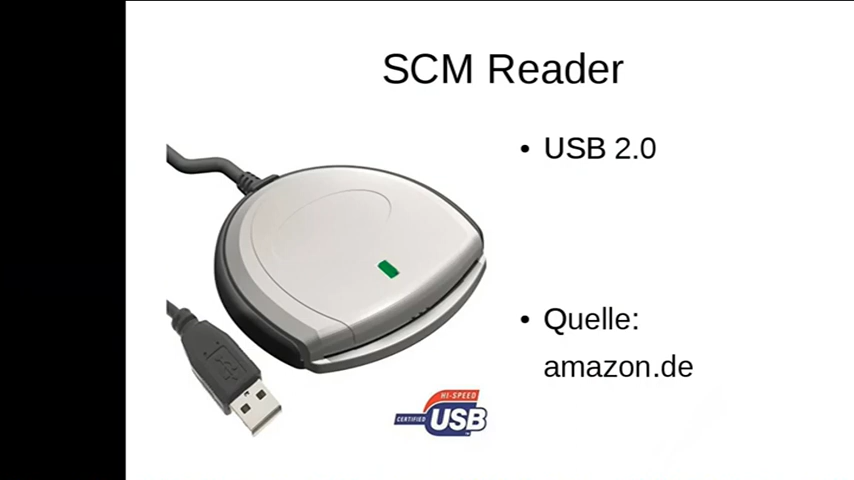 SCM Reader
• USB 2.0
• Quelle:
amazon.de
HI-SPEED
CERTIFIED USB